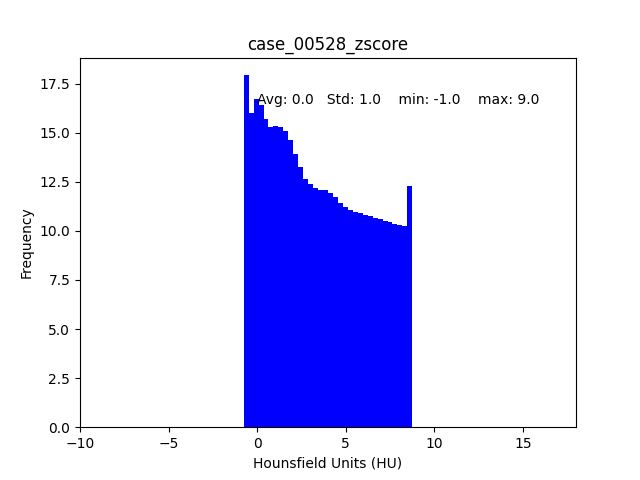 case_00528_zscore
Avg: 0.0 Std: 1.0 min: -1.0 max: 9.0
17.5
15.0
12.5
10.0
7.5
5.0
2.5
0.0
Frequency
−10 −5 0 5 10 15
Hounsfield Units (HU)